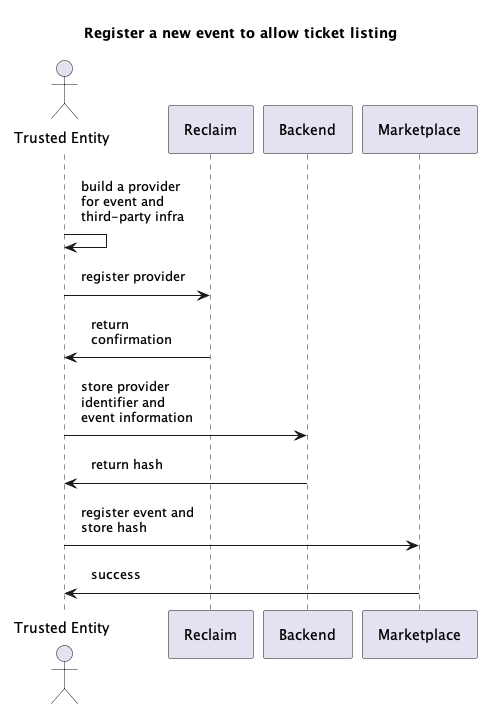 Register a new event to allow ticket listing
Trusted Entity
Reclaim
Backend
Marketplace
build a provider
for event and
third-party infra
register provider
return
confirmation
store provider
identifier and
event information
return hash
register event and
store hash
success
Trusted Entity
Reclaim
Backend
Marketplace